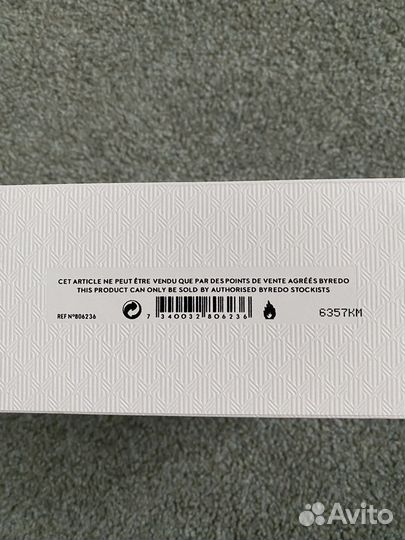 CET ARTICLE NE PEUT ÊTRE VENDU QUE PAR DES POINTS DE VENTE AGRÉÉS BYREDO
THIS PRODUCT CAN ONLY BE SOLD BY AUTHORISED BYREDO STOCKISTS
REF Nº806236
7 340032 806236
6357KM
Avito